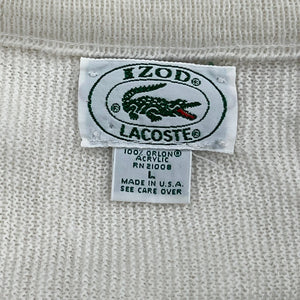 IZOD®
®
LACOSTE®
100% ORLON®
ACRYLIC
RN 21008
L
MADE IN U.S.A.
SEE CARE OVER